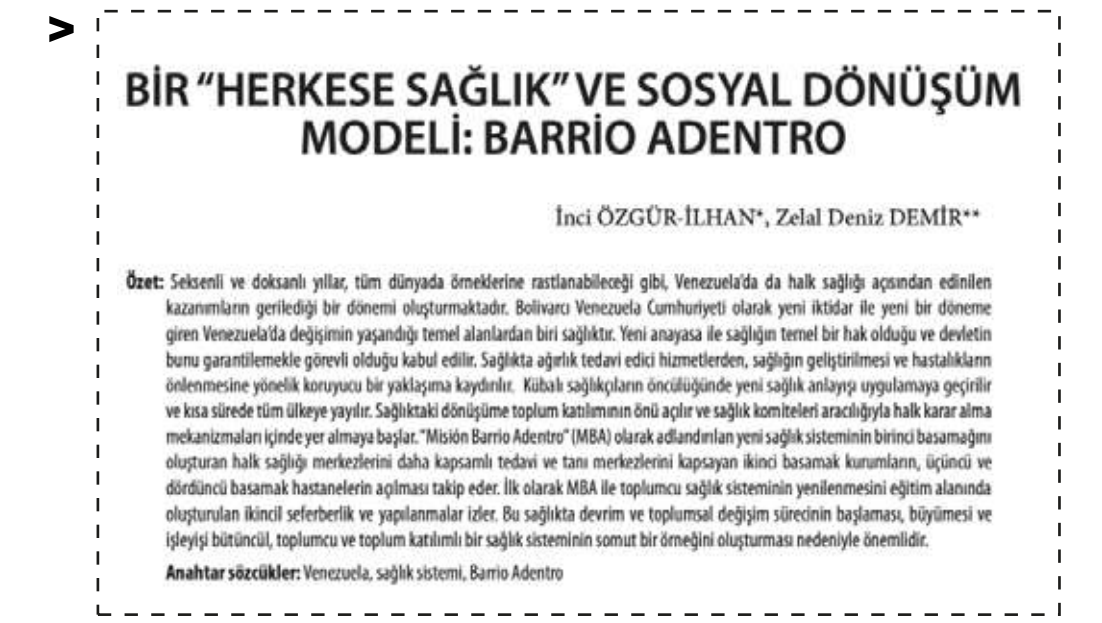 >
BİR “HERKESE SAĞLIK” VE SOSYAL DÖNÜŞÜM
MODELİ: BARRİO ADENTRO
İnci ÖZGÜR-İLHAN*, Zelal Deniz DEMİR**
Özet: Seksenli ve doksanlı yıllar, tüm dünyada örneklerine rastlanabileceği gibi, Venezuela’da da halk sağlığı açısından edinilen
kazanımların gerilediği bir dönemi oluşturmaktadır. Bolivarcı Venezuela Cumhuriyeti olarak yeni iktidar ile yeni bir döneme
giren Venezuela’da değişimin yaşandığı temel alanlardan biri sağlıktır. Yeni anayasa ile sağlığın temel bir hak olduğu ve devletin
bunu garantilemekle görevli olduğu kabul edilir. Sağlıkta ağırlık tedavi edici hizmetlerden, sağlığın geliştirilmesi ve hastalıkların
önlenmesine yönelik koruyucu bir yaklaşıma kaydırılır. Kübalı sağlıkçıların öncülüğünde yeni sağlık anlayışı uygulamaya geçirilir
ve kısa sürede tüm ülkeye yayılır. Sağlıktaki dönüşüme toplum katılımının önü açılır ve sağlık komiteleri aracılığıyla halk karar alma
mekanizmaları içinde yer almaya başlar. “Misión Barrio Adentro” (MBA) olarak adlandırılan yeni sağlık sisteminin birinci basamağını
oluşturan halk sağlığı merkezlerini daha kapsamlı tedavi ve tanı merkezlerini kapsayan ikinci basamak kurumların, üçüncü ve
dördüncü basamak hastanelerin açılması takip eder. İlk olarak MBA ile toplumcu sağlık sisteminin yenilenmesini eğitim alanında
oluşturulan ikincil seferberlik ve yapılanmalar izler. Bu sağlıkta devrim ve toplumsal değişim sürecinin başlaması, büyümesi ve
işleyişi bütüncül, toplumcu ve toplum katılımlı bir sağlık sisteminin somut bir örneğini oluşturması nedeniyle önemlidir.
Anahtar sözcükler: Venezuela, sağlık sistemi, Barrio Adentro